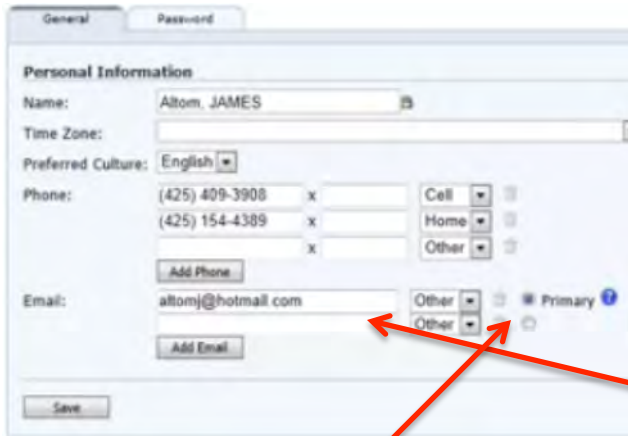 General Password
Personal Information
Name: Altom, JAMES
Time Zone:
Preferred Culture: English
Phone: (425) 409-3908 x Cell
(425) 154-4389 x Home
x Other
Add Phone
Email: altomj@hotmail.com Other Primary ?
Other
Add Email
Save